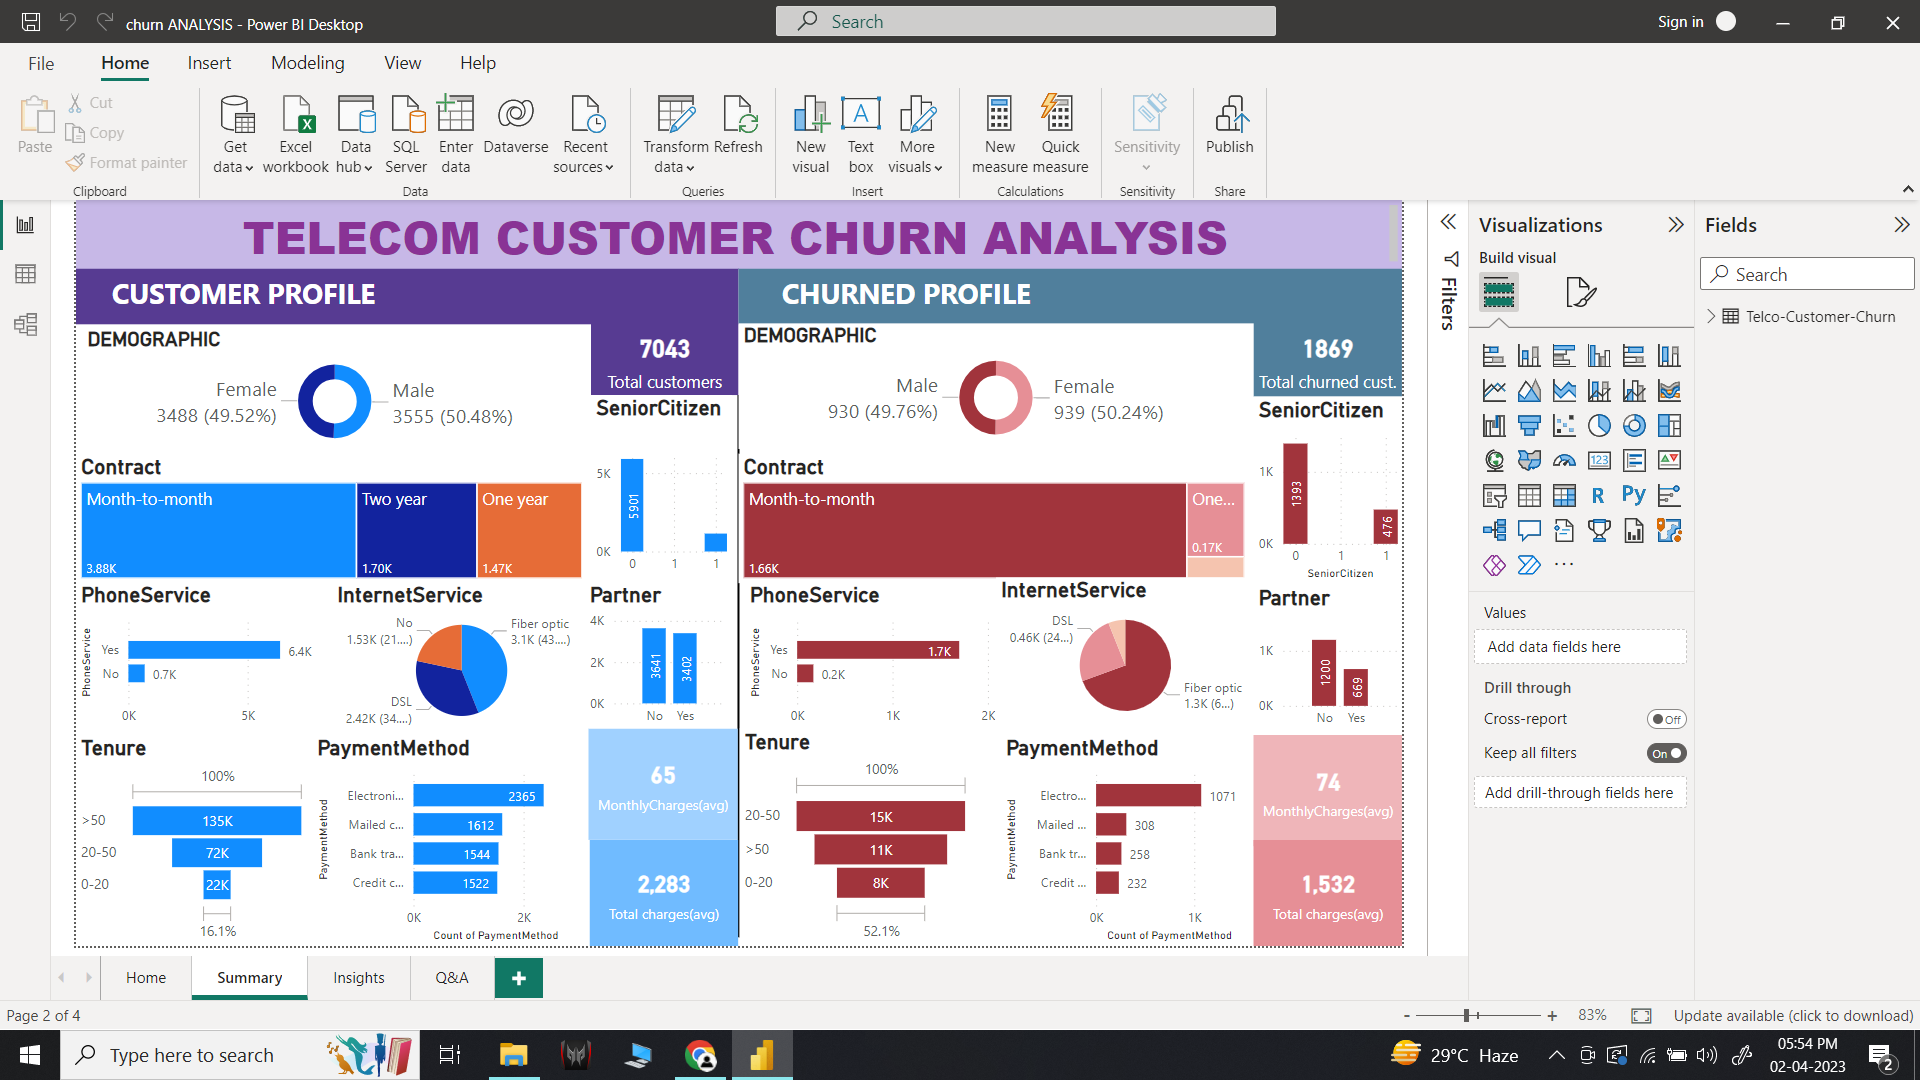 churn ANALYSIS - Power BI Desktop
Search
Sign in
File
Home
Insert
Modeling
View
Help
Paste
Cut
Copy
Format painter
Clipboard
Get data
Excel workbook
Data hub
SQL Server
Enter data
Dataverse
Recent sources
Data
Transform data
Refresh
Queries
New visual
Text box
More visuals
Insert
New measure
Quick measure
Calculations
Sensitivity
Sensitivity
Publish
Share
TELECOM CUSTOMER CHURN ANALYSIS
CUSTOMER PROFILE
DEMOGRAPHIC
Female
3488 (49.52%)
Male
3555 (50.48%)
7043
Total customers
SeniorCitizen
5K
0K
5901
0
1
1
Contract
Month-to-month
3.88K
Two year
1.70K
One year
1.47K
PhoneService
PhoneService
Yes
6.4K
No
0.7K
0K
5K
InternetService
No
1.53K (21....)
Fiber optic
3.1K (43....)
DSL
2.42K (34....)
Partner
4K
2K
0K
3641
3402
No
Yes
Tenure
100%
>50
135K
20-50
72K
0-20
22K
16.1%
PaymentMethod
PaymentMethod
Electroni...
2365
Mailed c...
1612
Bank tra...
1544
Credit c...
1522
0K
2K
Count of PaymentMethod
65
MonthlyCharges(avg)
2,283
Total charges(avg)
CHURNED PROFILE
DEMOGRAPHIC
Male
930 (49.76%)
Female
939 (50.24%)
1869
Total churned cust.
SeniorCitizen
1K
0K
1393
476
0
1
1
SeniorCitizen
Contract
Month-to-month
1.66K
One...
0.17K
PhoneService
PhoneService
Yes
1.7K
No
0.2K
0K
1K
2K
InternetService
DSL
0.46K (24...)
Fiber optic
1.3K (6...)
Partner
1K
0K
1200
669
No
Yes
Tenure
100%
20-50
15K
>50
11K
0-20
8K
52.1%
PaymentMethod
PaymentMethod
Electro...
1071
Mailed ...
308
Bank tr...
258
Credit ...
232
0K
1K
Count of PaymentMethod
74
MonthlyCharges(avg)
1,532
Total charges(avg)
Filters
Visualizations
Build visual
123
R
Py
...
Values
Add data fields here
Drill through
Cross-report
Off
Keep all filters
On
Add drill-through fields here
Fields
Search
Telco-Customer-Churn
Home
Summary
Insights
Q&A
+
Page 2 of 4
- + 83%
Update available (click to download)
Type here to search
29°C Haze
05:54 PM
02-04-2023
2